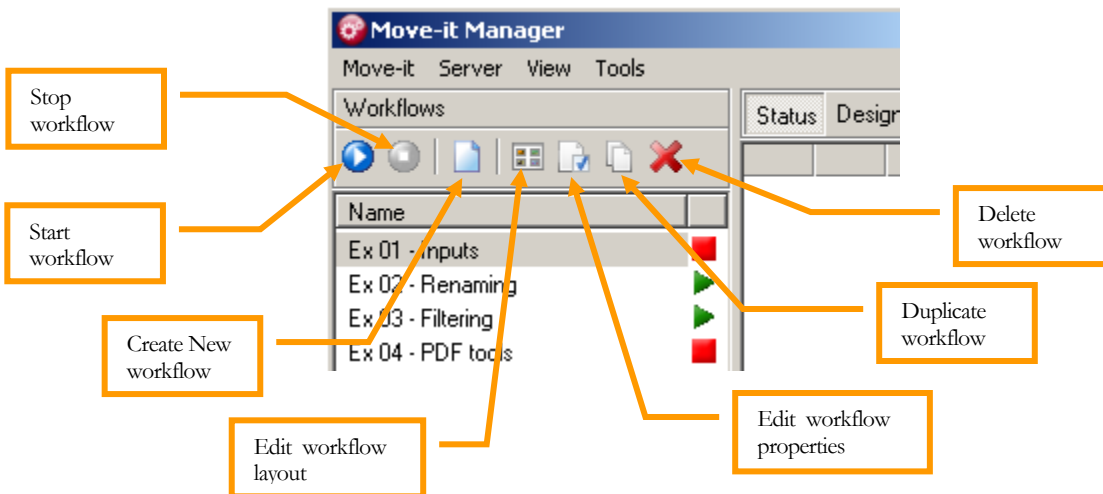 Move-it Manager
Move-it Server View Tools
Workflows
Status Design
Name
Ex 01 - Inputs
Ex 02 - Renaming
Ex 03 - Filtering
Ex 04 - PDF tools
Stop
workflow
Start
workflow
Create New
workflow
Edit workflow
layout
Edit workflow
properties
Duplicate
workflow
Delete
workflow